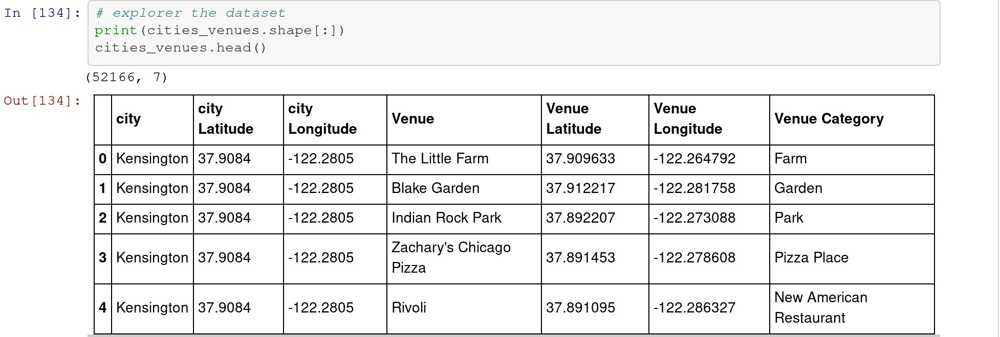 In [134]: # explorer the dataset
print(cities_venues.shape[:])
cities_venues.head()
(52166, 7)
Out[134]:
city city Latitude city Longitude Venue Venue Latitude Venue Longitude Venue Category
0 Kensington 37.9084 -122.2805 The Little Farm 37.909633 -122.264792 Farm
1 Kensington 37.9084 -122.2805 Blake Garden 37.912217 -122.281758 Garden
2 Kensington 37.9084 -122.2805 Indian Rock Park 37.892207 -122.273088 Park
3 Kensington 37.9084 -122.2805 Zachary's Chicago Pizza 37.891453 -122.278608 Pizza Place
4 Kensington 37.9084 -122.2805 Rivoli 37.891095 -122.286327 New American Restaurant